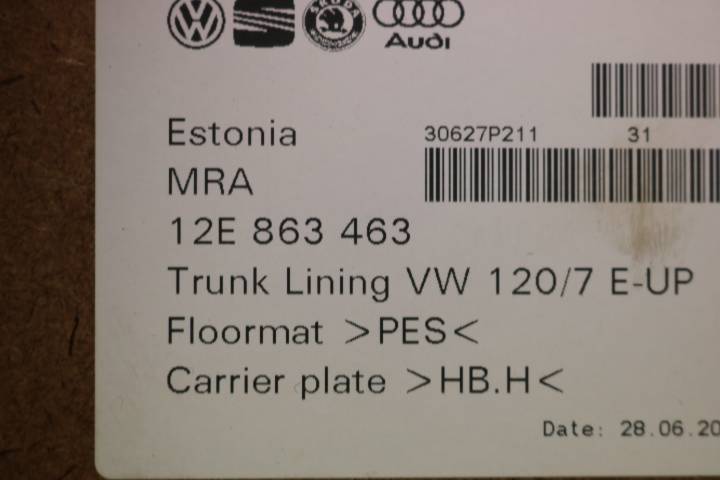 ŠKODA
Audi
Estonia
30627P211 31
MRA
12E 863 463
Trunk Lining VW 120/7 E-UP
Floormat >PES<
Carrier plate >HB.H<
Date: 28.06.20